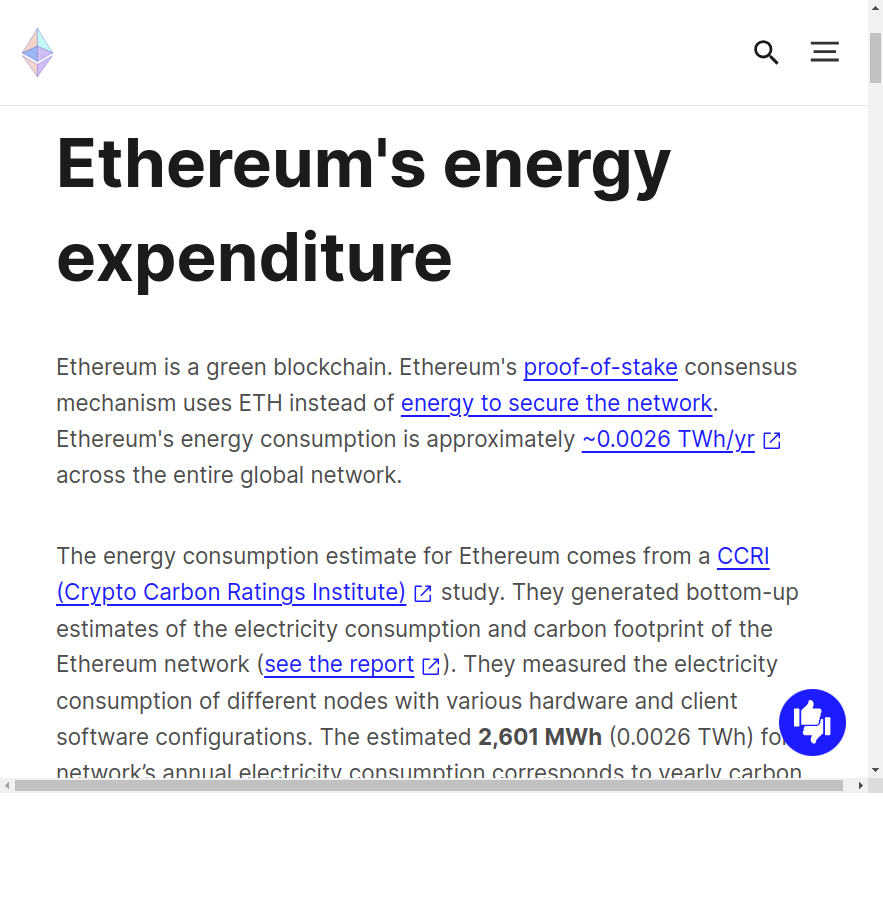 Ethereum's energy
expenditure
Ethereum is a green blockchain. Ethereum's proof-of-stake consensus
mechanism uses ETH instead of energy to secure the network.
Ethereum's energy consumption is approximately ~0.0026 TWh/yr
across the entire global network.
The energy consumption estimate for Ethereum comes from a CCRI
(Crypto Carbon Ratings Institute) study. They generated bottom-up
estimates of the electricity consumption and carbon footprint of the
Ethereum network (see the report). They measured the electricity
consumption of different nodes with various hardware and client
software configurations. The estimated 2,601 MWh (0.0026 TWh)
network’s annual electricity consumption corresponds to yearly carbon